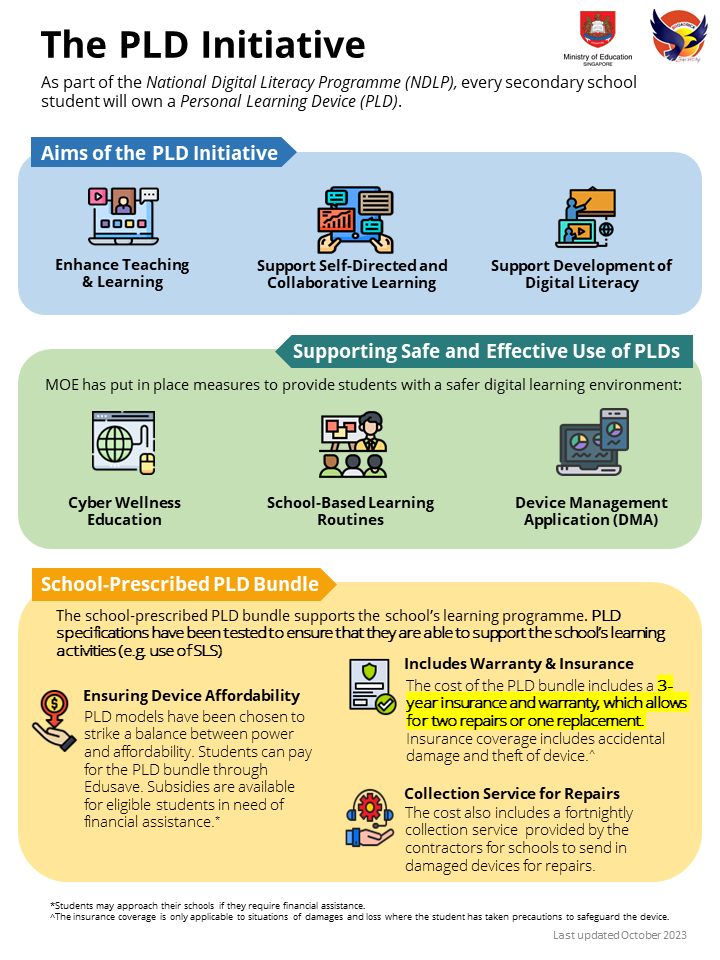 The PLD Initiative
Ministry of Education
SINGAPORE
As part of the National Digital Literacy Programme (NDLP), every secondary school
student will own a Personal Learning Device (PLD).
Aims of the PLD Initiative
Enhance Teaching
& Learning
Support Self-Directed and
Collaborative Learning
Support Development of
Digital Literacy
Supporting Safe and Effective Use of PLDs
MOE has put in place measures to provide students with a safer digital learning environment:
Cyber Wellness
Education
School-Based Learning
Routines
Device Management
Application (DMA)
School-Prescribed PLD Bundle
The school-prescribed PLD bundle supports the school's learning programme. PLD
specifications have been tested to ensure that they are able to support the school's learning
activities (e.g. use of SLS)
Ensuring Device Affordability
PLD models have been chosen to
strike a balance between power
and affordability. Students can pay
for the PLD bundle through
Edusave. Subsidies are available
for eligible students in need of
financial assistance.*
Includes Warranty & Insurance
The cost of the PLD bundle includes a 3-
year insurance and warranty, which allows
for two repairs or one replacement.
Insurance coverage includes accidental
damage and theft of device.^
Collection Service for Repairs
The cost also includes a fortnightly
collection service provided by the
contractors for schools to send in
damaged devices for repairs.
*Students may approach their schools if they require financial assistance.
^The insurance coverage is only applicable to situations of damages and loss where the student has taken precautions to safeguard the device.
Last updated October 2023